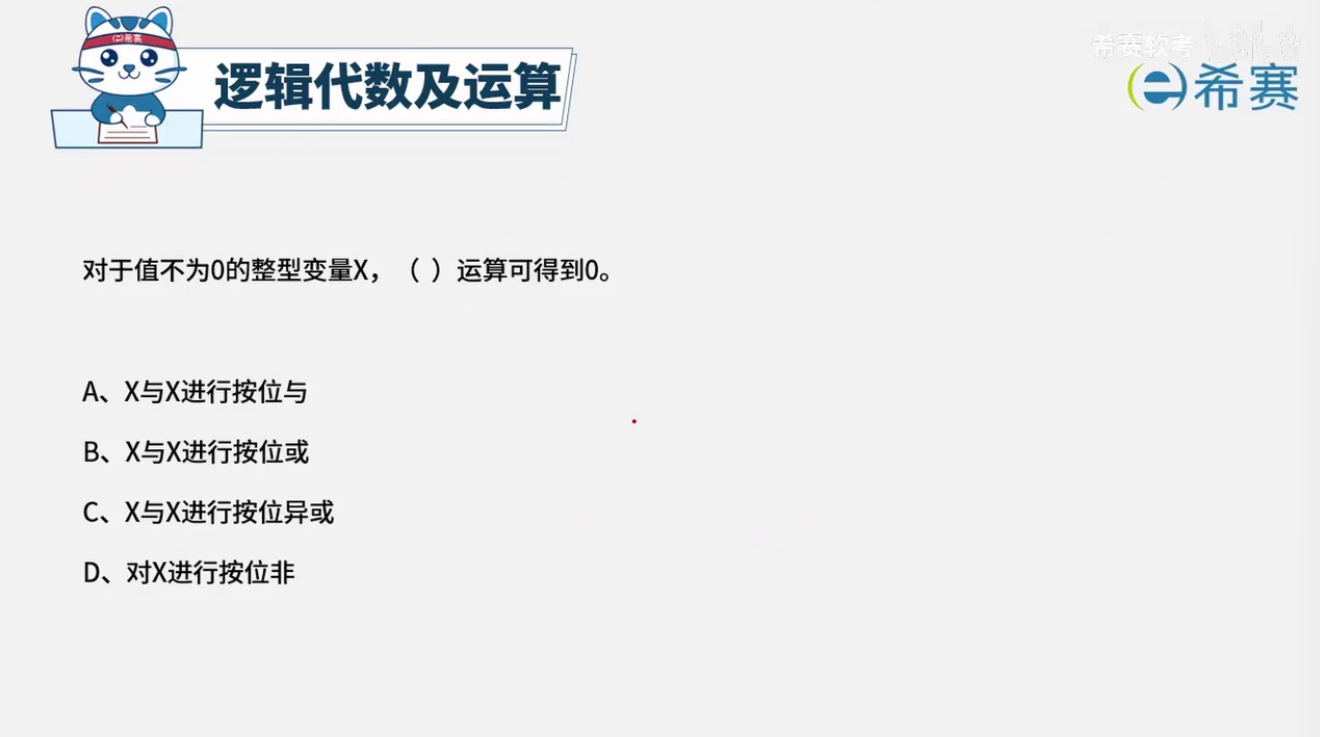 (e)希赛
逻辑代数及运算
希赛软考
希赛
对于值不为0的整型变量X，（ ）运算可得到0。
A、X与X进行按位与
B、X与X进行按位或
C、X与X进行按位异或
D、对X进行按位非